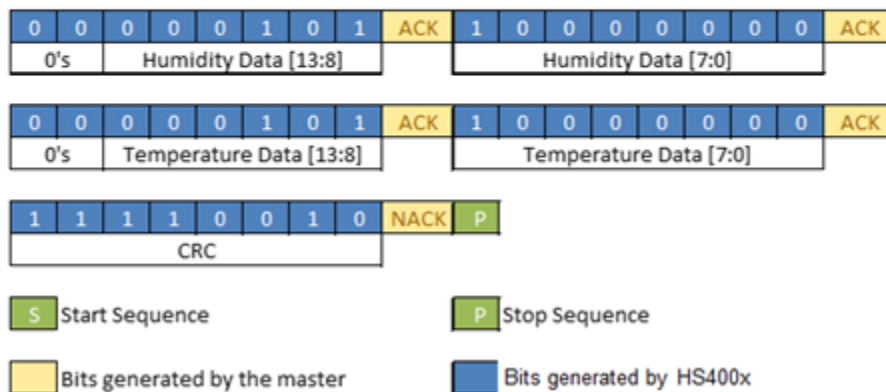 0 0 0 0 0 1 0 1 ACK 1 0 0 0 0 0 0 0 ACK
0's Humidity Data [13:8] Humidity Data [7:0]
0 0 0 0 0 1 0 1 ACK 1 0 0 0 0 0 0 0 ACK
0's Temperature Data [13:8] Temperature Data [7:0]
1 1 1 1 0 0 1 0 NACK P
CRC
S Start Sequence P Stop Sequence
Bits generated by the master Bits generated by HS400x